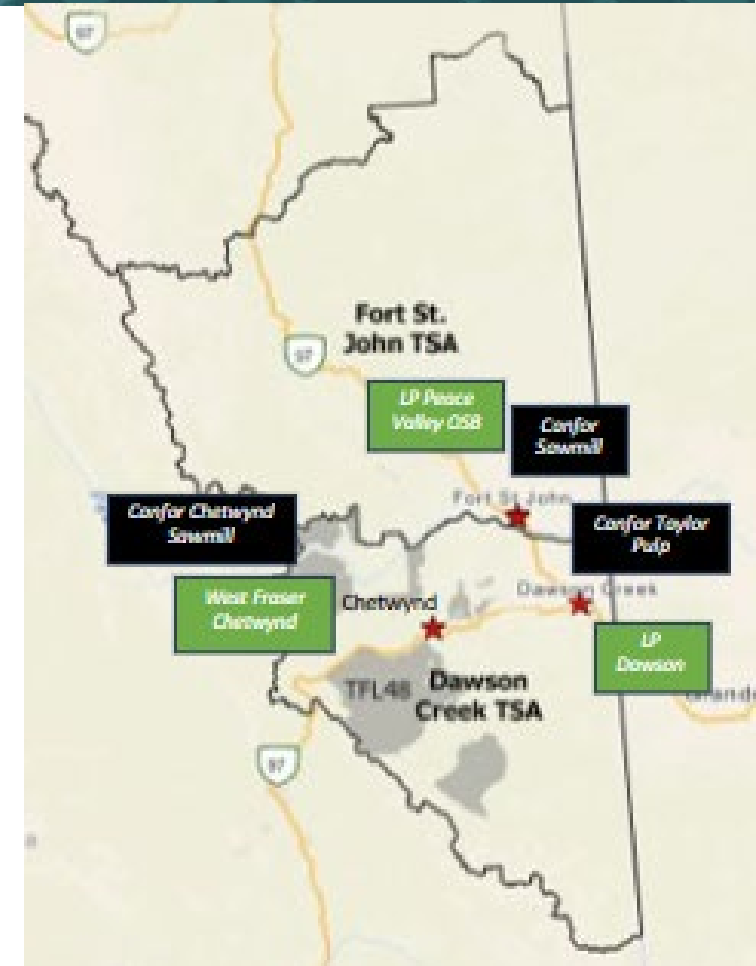 97
Fort St.
John TSA
97
LP Peace
Valley OSB
Canfor
Sawmill
Fort St John
Canfor Chetwynd
Sawmill
Canfor Taylor
Pulp
West Fraser
Chetwynd
Chetwynd
Dawson Creek
LP
Dawson
TFL48
Dawson
Creek TSA
Grande
97